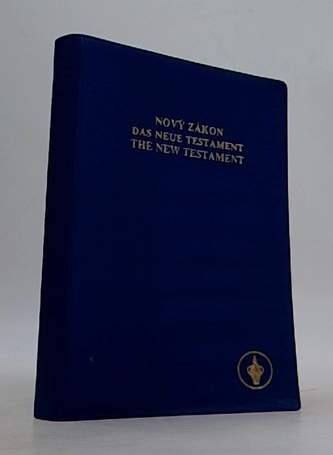 NOVÝ ZÁKON
DAS NEUE TESTAMENT
THE NEW TESTAMENT